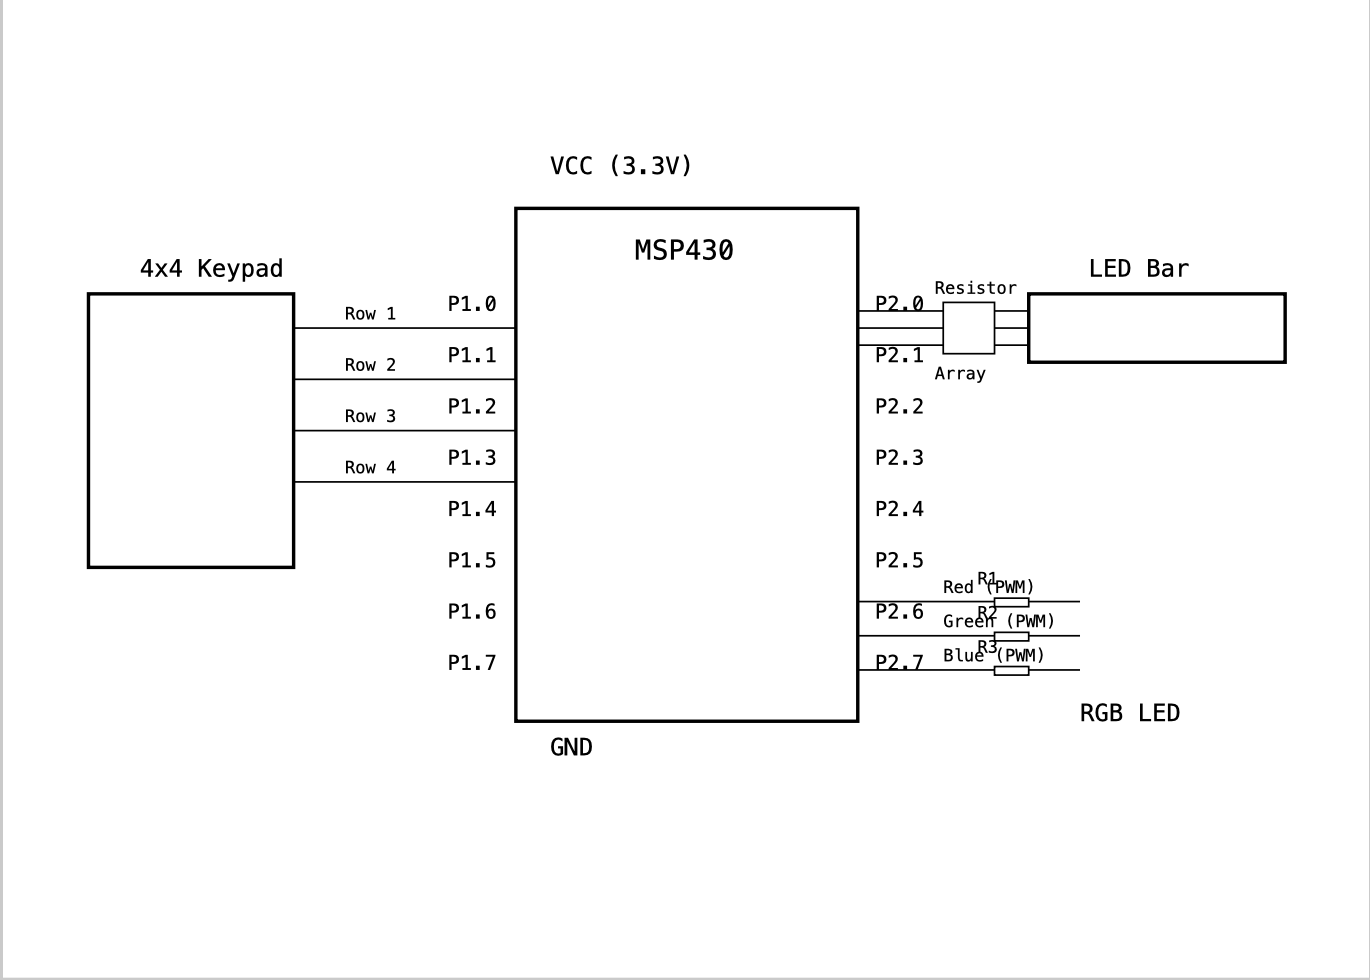 VCC (3.3V)
MSP430
4x4 Keypad
Row 1
Row 2
Row 3
Row 4
P1.0
P1.1
P1.2
P1.3
P1.4
P1.5
P1.6
P1.7
P2.0
P2.1
P2.2
P2.3
P2.4
P2.5
P2.6
P2.7
Resistor
Array
LED Bar
R1
Red (PWM)
R2
Green (PWM)
R3
Blue (PWM)
RGB LED
GND